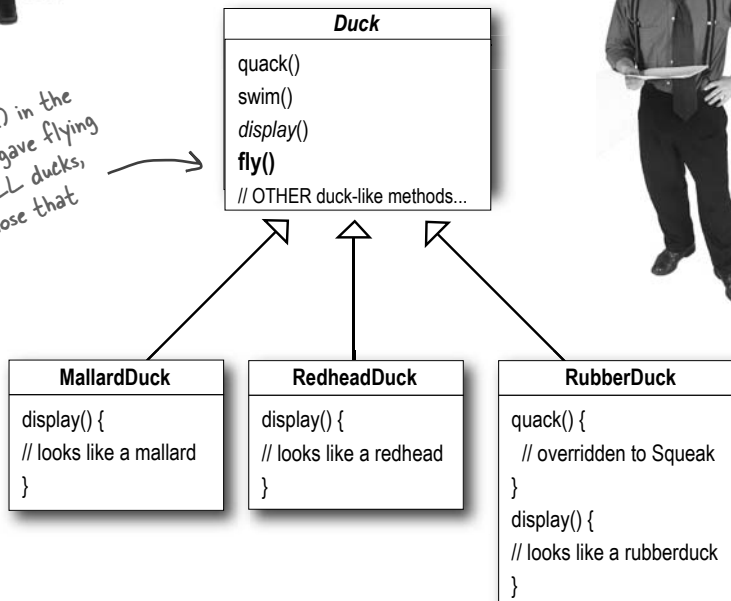 Duck
quack()
swim()
display()
fly()
// OTHER duck-like methods...
) in the
gave flying
LL ducks,
ose that
MallardDuck
display() {
// looks like a mallard
}
RedheadDuck
display() {
// looks like a redhead
}
RubberDuck
quack() {
// overridden to Squeak
}
display() {
// looks like a rubberduck
}